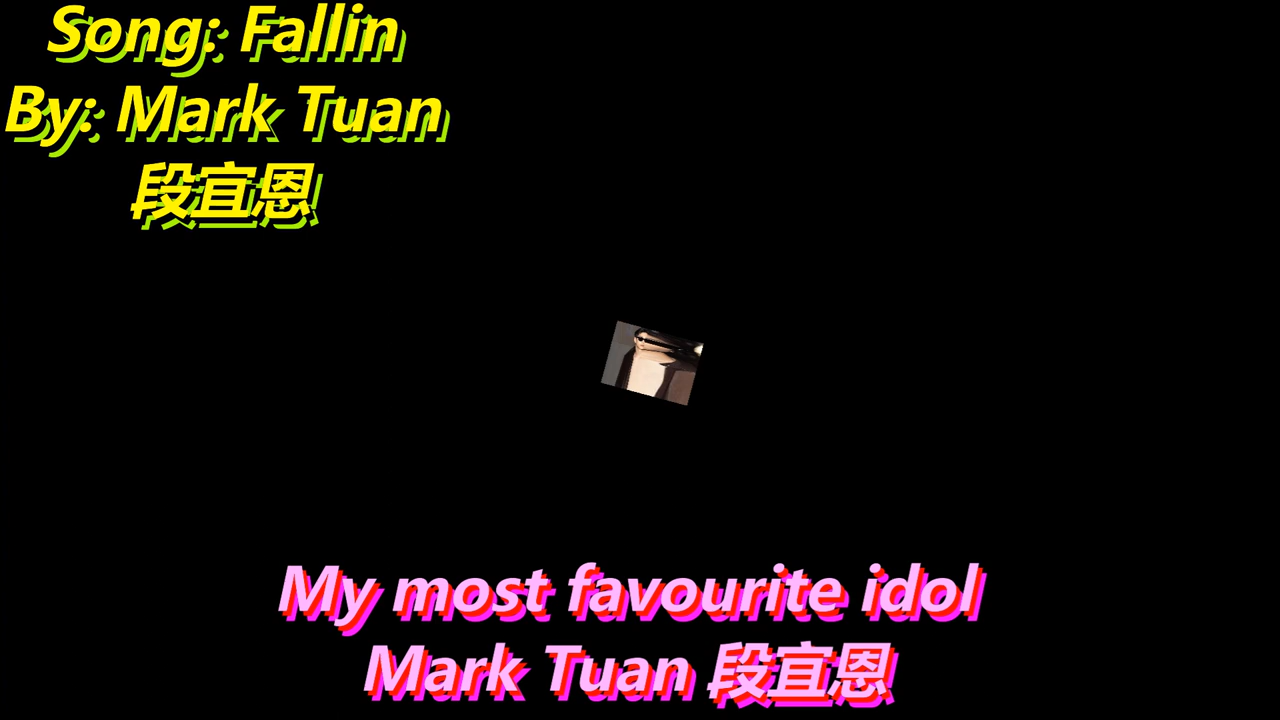 Song: Fallin
By: Mark Tuan
段宜恩
My most favourite idol
Mark Tuan 段宜恩